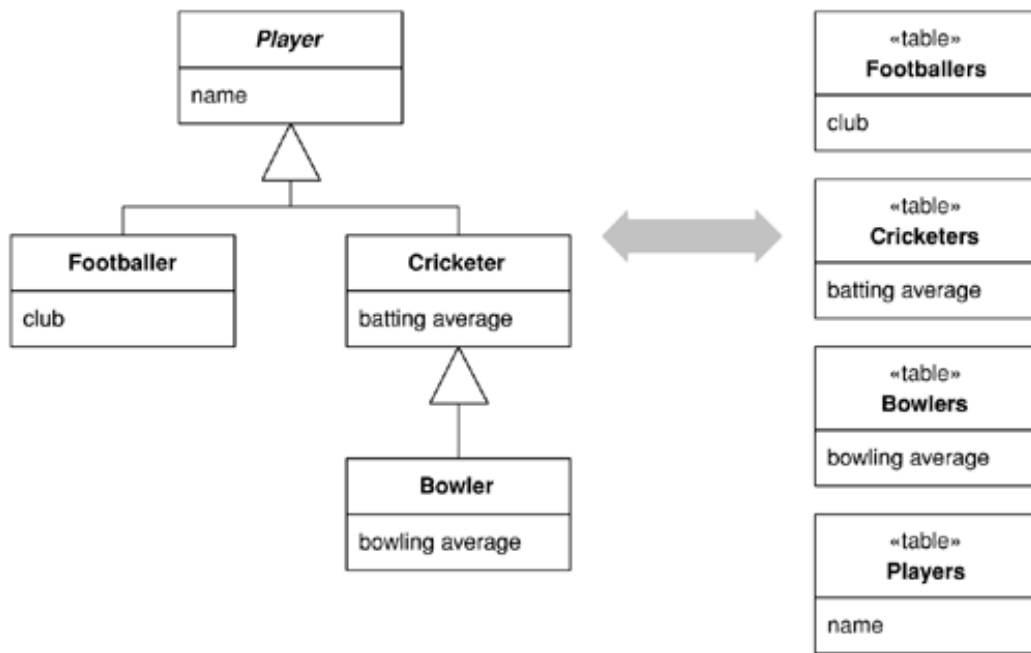 Player
name
Footballer
club
Cricketer
batting average
Bowler
bowling average
«table»
Footballers
club
«table»
Cricketers
batting average
«table»
Bowlers
bowling average
«table»
Players
name